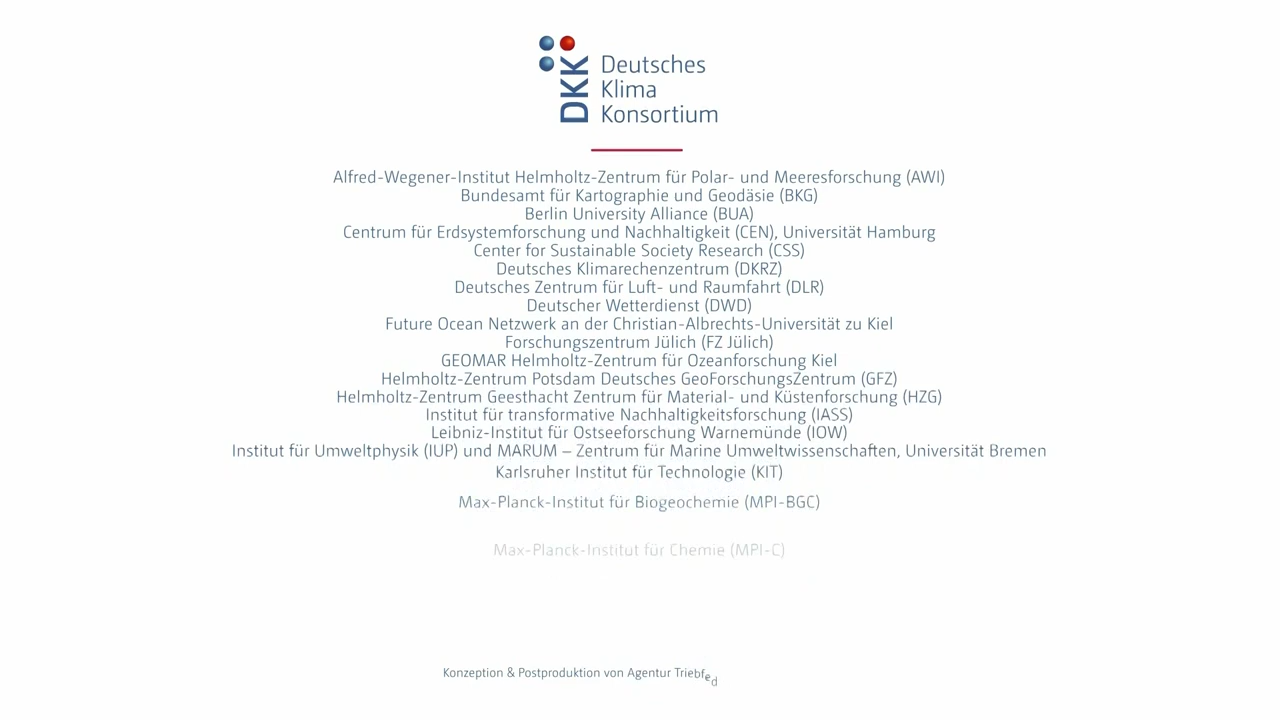 DKK
Deutsches
Klima
Konsortium
Alfred-Wegener-Institut Helmholtz-Zentrum für Polar- und Meeresforschung (AWI)
Bundesamt für Kartographie und Geodäsie (BKG)
Berlin University Alliance (BUA)
Centrum für Erdsystemforschung und Nachhaltigkeit (CEN), Universität Hamburg
Center for Sustainable Society Research (CSS)
Deutsches Klimarechenzentrum (DKRZ)
Deutsches Zentrum für Luft- und Raumfahrt (DLR)
Deutscher Wetterdienst (DWD)
Future Ocean Netzwerk an der Christian-Albrechts-Universität zu Kiel
Forschungszentrum Jülich (FZ Jülich)
GEOMAR Helmholtz-Zentrum für Ozeanforschung Kiel
Helmholtz-Zentrum Potsdam Deutsches GeoForschungsZentrum (GFZ)
Helmholtz-Zentrum Geesthacht Zentrum für Material- und Küstenforschung (HZG)
Institut für transformative Nachhaltigkeitsforschung (IASS)
Leibniz-Institut für Ostseeforschung Warnemünde (IOW)
Institut für Umweltphysik (IUP) und MARUM – Zentrum für Marine Umweltwissenschaften, Universität Bremen
Karlsruher Institut für Technologie (KIT)
Max-Planck-Institut für Biogeochemie (MPI-BGC)
Max-Planck-Institut für Chemie (MPI-C)
Konzeption & Postproduktion von Agentur Triebfed